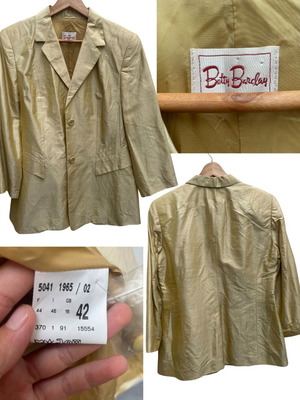 Betty Barclay
5041 1965 / 02
F I GB
44 48 16 42
370 1 91 15554